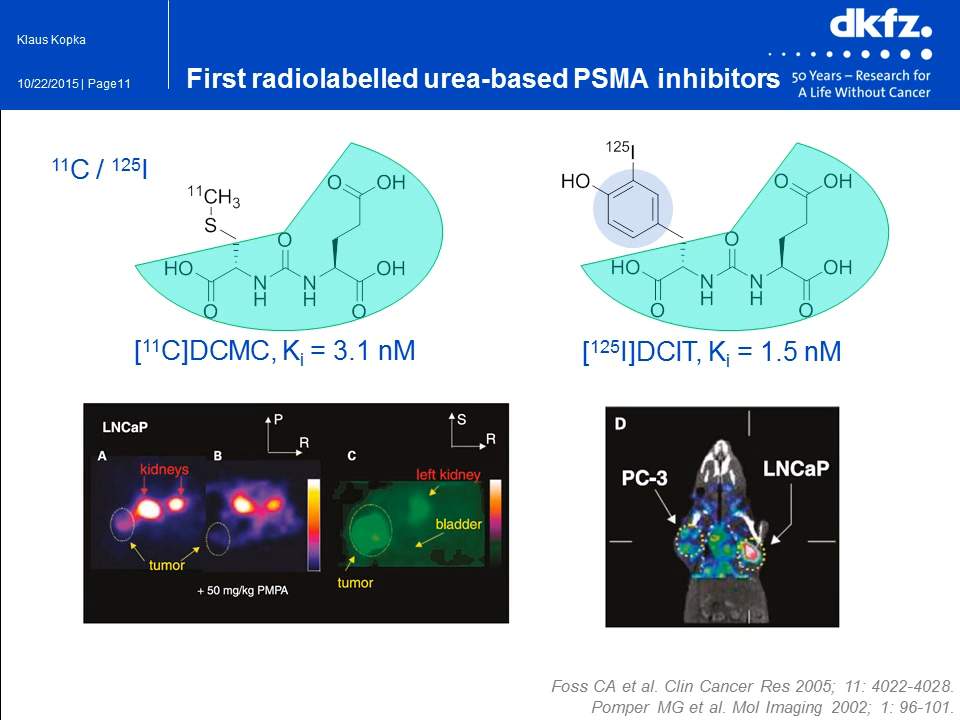 Klaus Kopka
10/22/2015 | Page11
First radiolabelled urea-based PSMA inhibitors
dkfz.
50 Years – Research for
A Life Without Cancer
11C / 125I
11CH3
S
O
OH
O
HO
O
N
H
N
H
OH
O
[11C]DCMC, Ki = 3.1 nM
125I
HO
O
OH
O
HO
O
N
H
N
H
OH
O
[125I]DCIT, Ki = 1.5 nM
LNCaP
P
R
S
R
A
B
C
kidneys
left kidney
bladder
tumor
tumor
+ 50 mg/kg PMPA
D
PC-3
LNCaP
Foss CA et al. Clin Cancer Res 2005; 11: 4022-4028.
Pomper MG et al. Mol Imaging 2002; 1: 96-101.